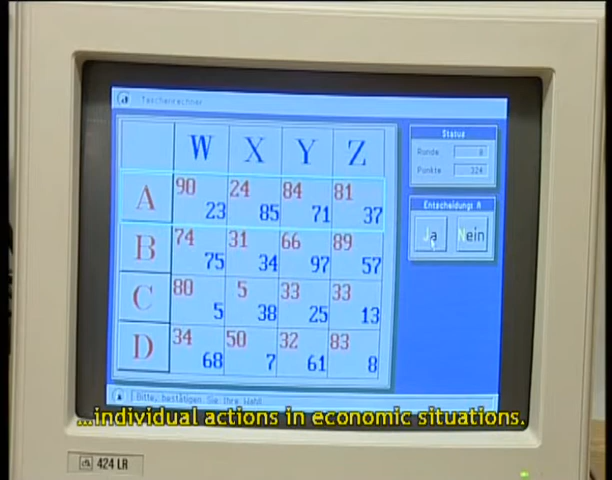 Taschenrechner
W X Y Z
A 90 23 24 85 84 71 81 37
B 74 75 31 34 66 97 89 57
C 80 5 5 38 33 25 33 13
D 34 68 50 7 32 61 83 8
Status
Runde 8
Punkte 324
Entscheidung: A
Ja Nein
Bitte, bestätigen Sie Ihre Wahl
...individual actions in economic situations.
424 LR